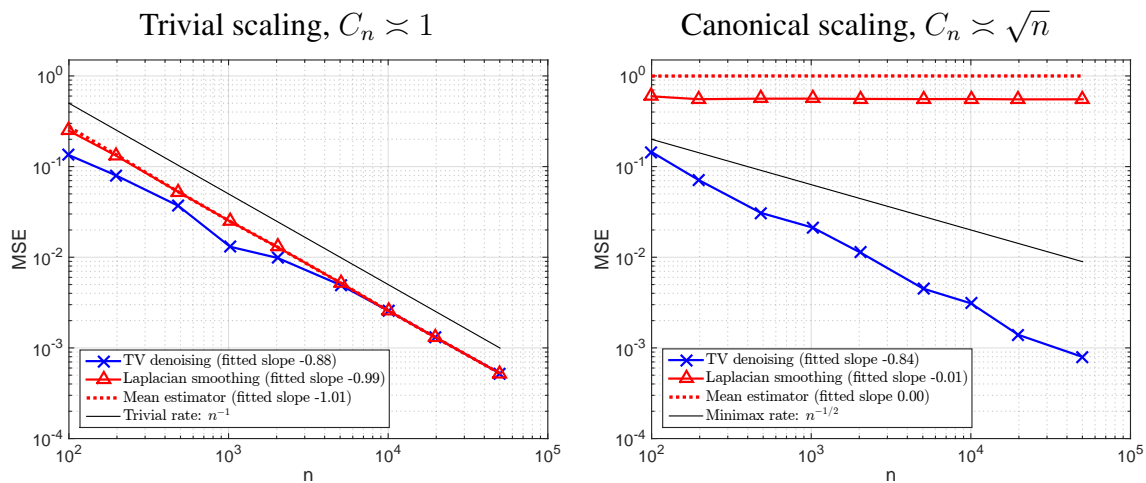 Trivial scaling, $C_n \asymp 1$
MSE
10^0
10^{-1}
10^{-2}
10^{-3}
10^{-4}
TV denoising (fitted slope -0.88)
Laplacian smoothing (fitted slope -0.99)
Mean estimator (fitted slope -1.01)
Trivial rate: n^{-1}
10^2
10^3
10^4
10^5
n
Canonical scaling, $C_n \asymp \sqrt{n}$
MSE
10^0
10^{-1}
10^{-2}
10^{-3}
10^{-4}
TV denoising (fitted slope -0.84)
Laplacian smoothing (fitted slope -0.01)
Mean estimator (fitted slope 0.00)
Minimax rate: n^{-1/2}
10^2
10^3
10^4
10^5
n